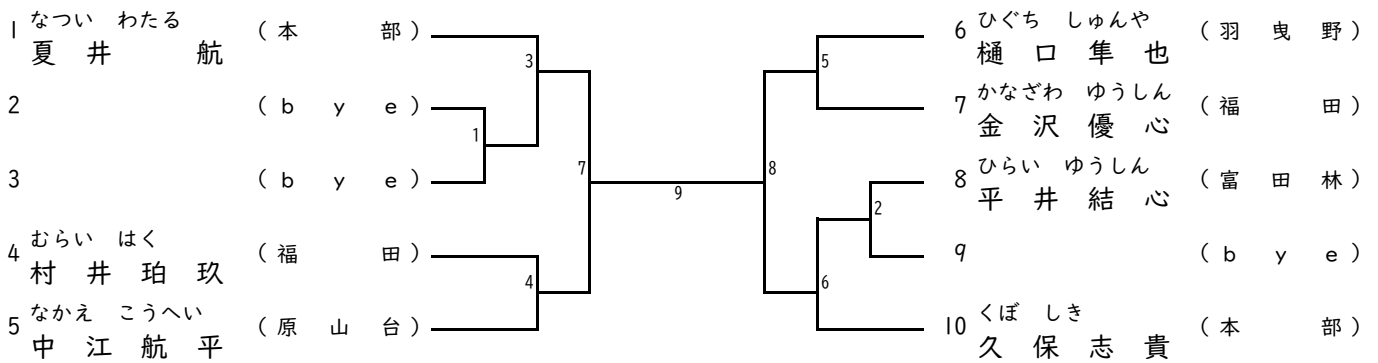 なつい わたる
1 夏井 航 (本部)
2 (bye)
3 (bye)
むらい はく
4 村井珀玖 (福田)
なかえ こうへい
5 中江航平 (原山台)
3
1
7
4
9
ひぐち しゅんや
6 樋口隼也 (羽曳野)
かなざわ ゆうしん
7 金沢優心 (福田)
ひらい ゆうしん
8 平井結心 (富田林)
9 (bye)
くぼ しき
10 久保志貴 (本部)
5
8
2
6